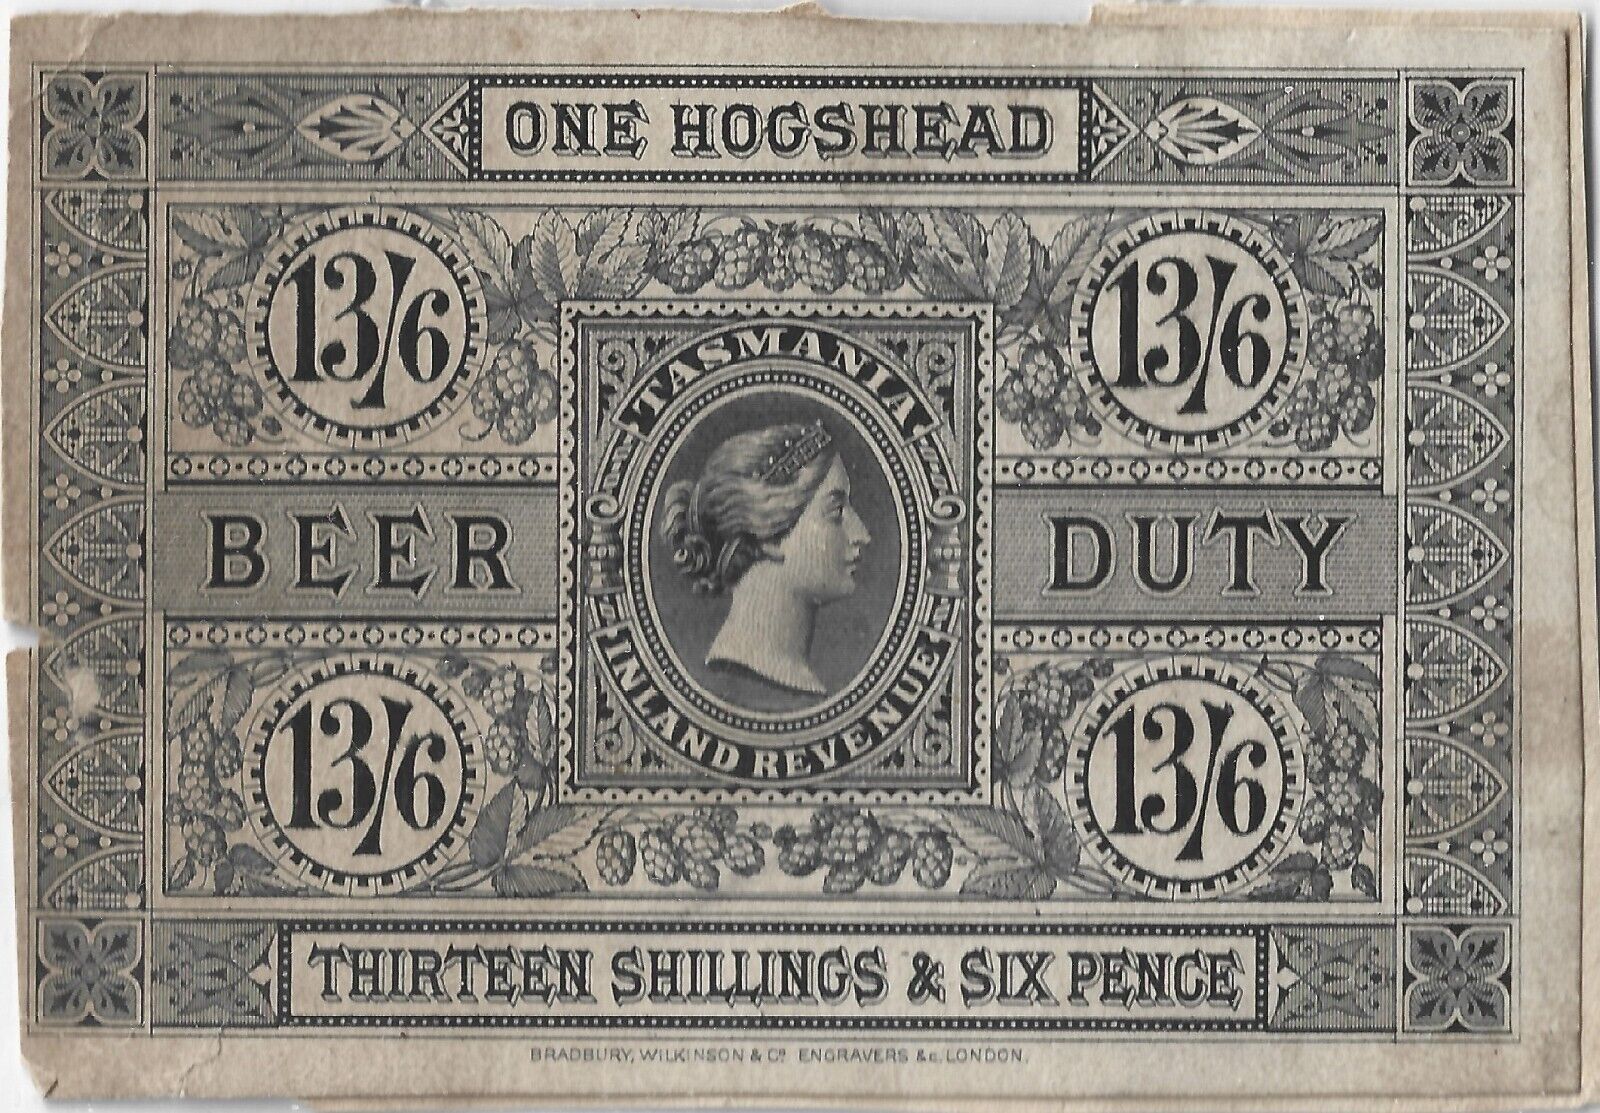 ONE HOGSHEAD
13/6
13/6
TASMANIA
BEER
DUTY
INLAND REVENUE
13/6
13/6
THIRTEEN SHILLINGS & SIX PENCE
BRADBURY, WILKINSON & Co ENGRAVERS &c. LONDON.